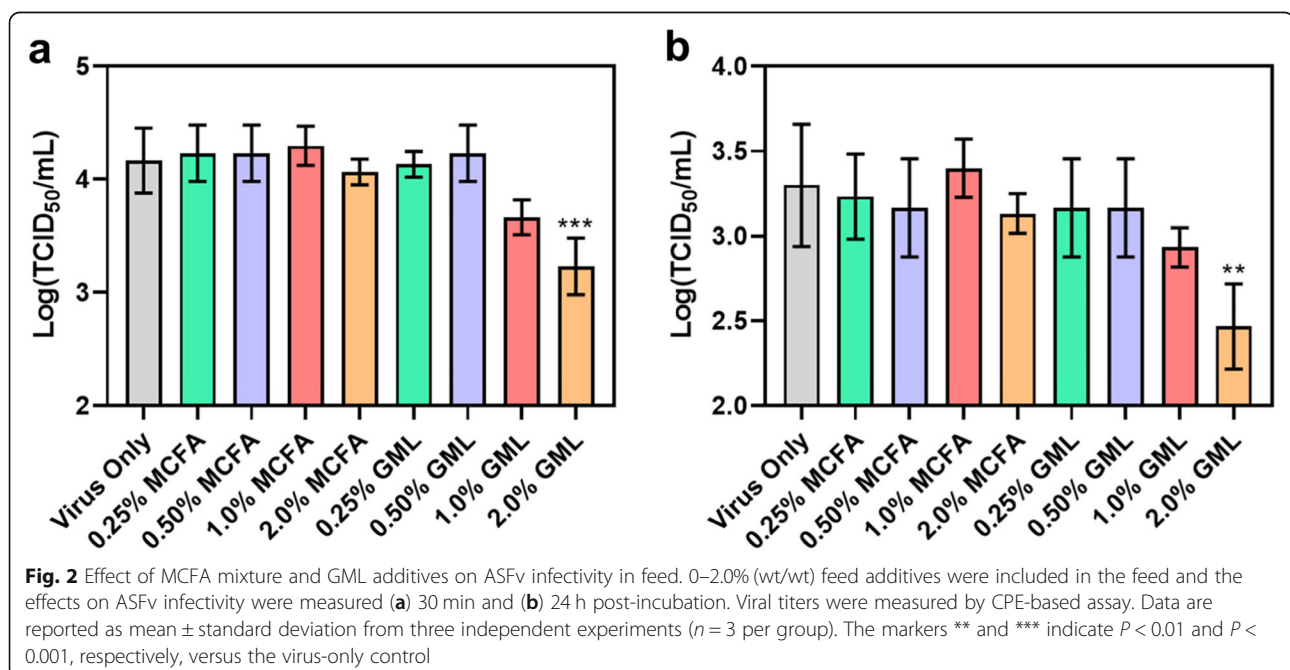 a
Log(TCID50/mL)
5
4
3
2
***
Virus Only
0.25% MCFA
0.50% MCFA
1.0% MCFA
2.0% MCFA
0.25% GML
0.50% GML
1.0% GML
2.0% GML
b
Log(TCID50/mL)
4.0
3.5
3.0
2.5
2.0
**
Virus Only
0.25% MCFA
0.50% MCFA
1.0% MCFA
2.0% MCFA
0.25% GML
0.50% GML
1.0% GML
2.0% GML
Fig. 2 Effect of MCFA mixture and GML additives on ASFv infectivity in feed. 0–2.0% (wt/wt) feed additives were included in the feed and the
effects on ASFv infectivity were measured (a) 30 min and (b) 24 h post-incubation. Viral titers were measured by CPE-based assay. Data are
reported as mean ± standard deviation from three independent experiments (n = 3 per group). The markers ** and *** indicate P < 0.01 and P <
0.001, respectively, versus the virus-only control